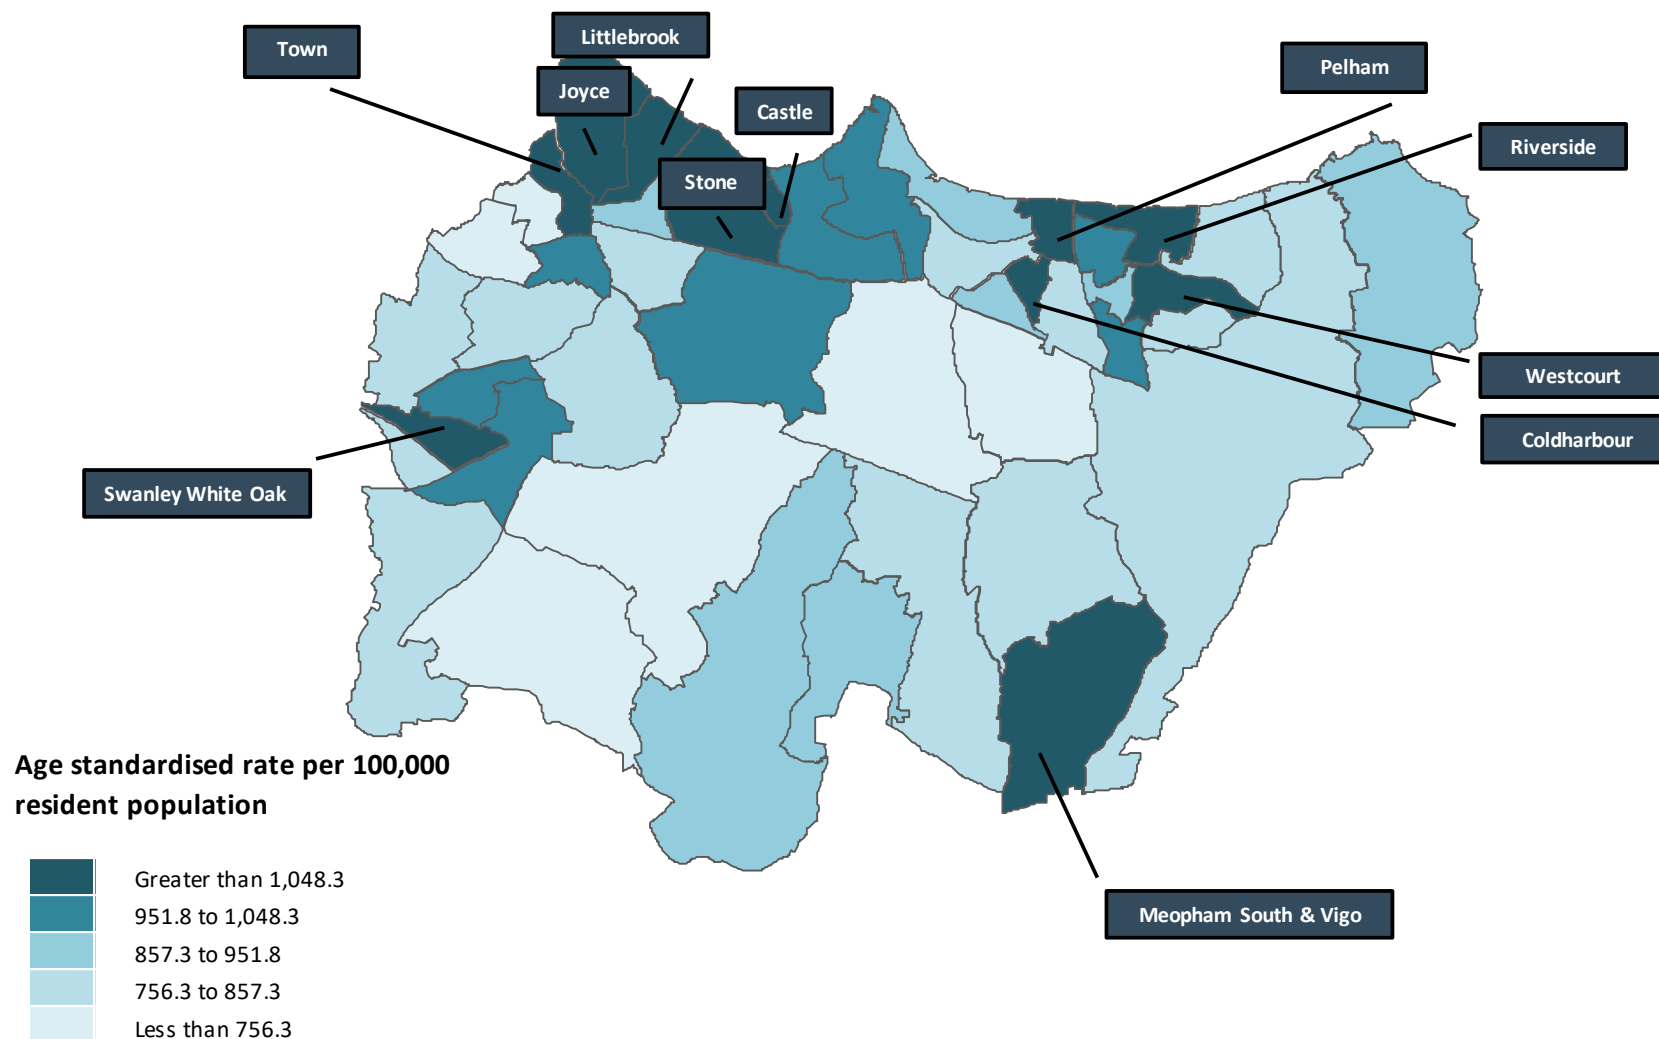 Littlebrook
Town
Pelham
Joyce
Castle
Riverside
Stone
Westcourt
Coldharbour
Swanley White Oak
Age standardised rate per 100,000
resident population
Greater than 1,048.3
951.8 to 1,048.3
857.3 to 951.8
756.3 to 857.3
Less than 756.3
Meopham South & Vigo